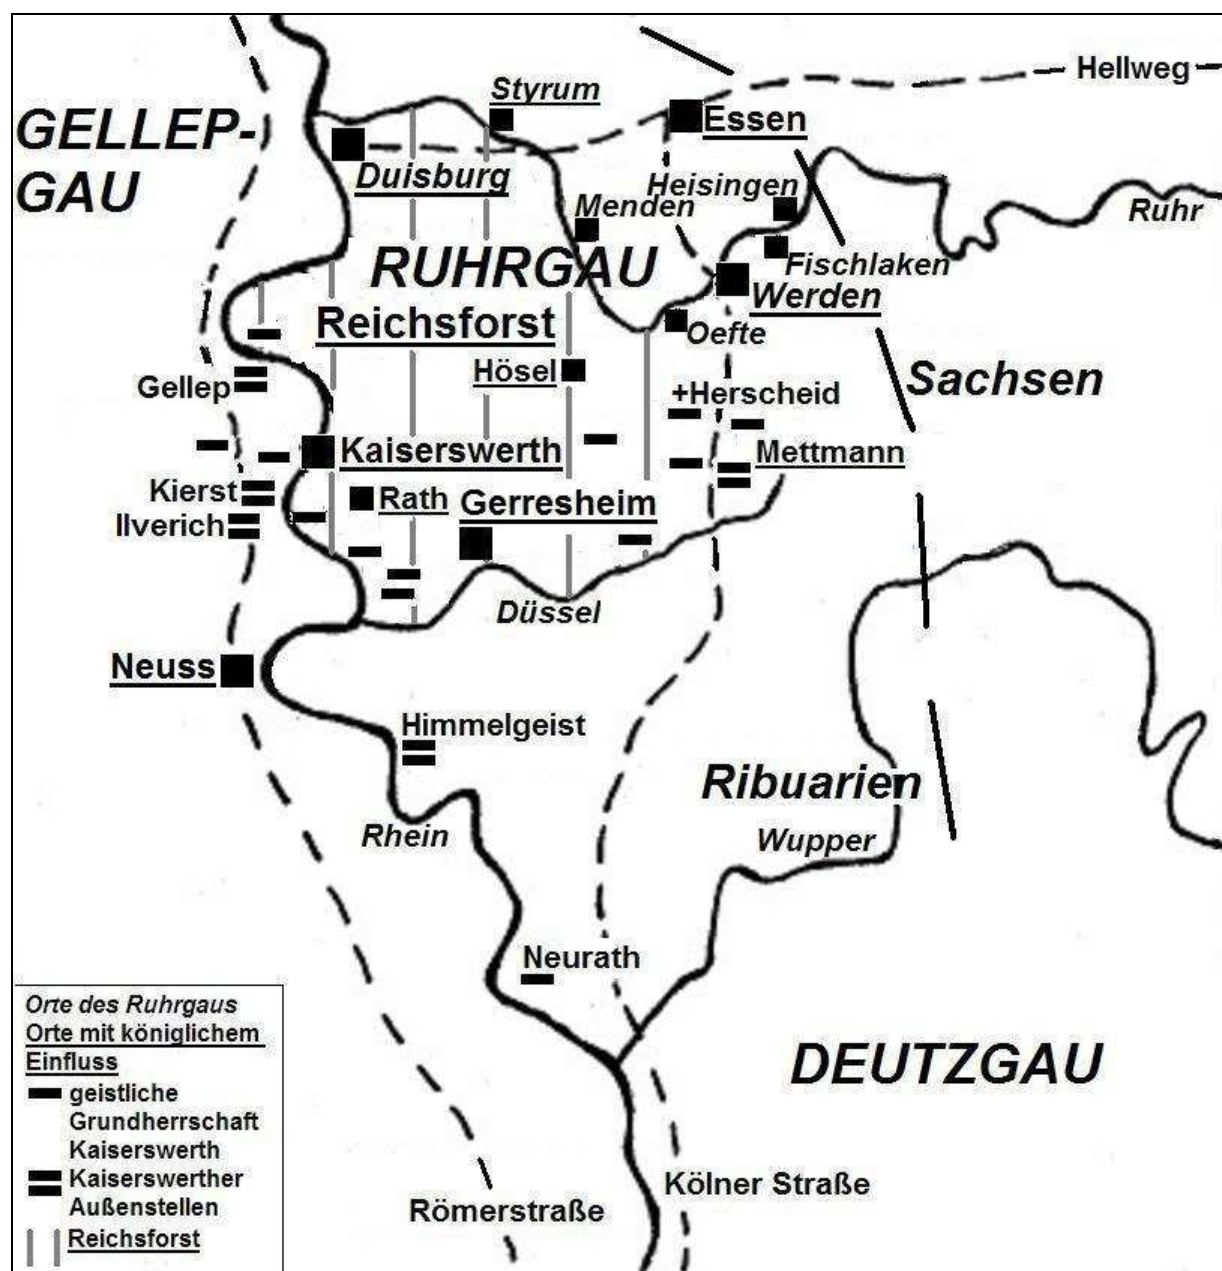 Hellweg
Styrum
GELLEP-
GAU
Essen
Duisburg
Heisingen
Menden
Ruhr
RUHRGAU
Fischlaken
Werden
Reichsforst
Oefte
Gellep
Hösel
Sachsen
+Herscheid
Kaiserswerth
Mettmann
Kierst
Rath
Gerresheim
Ilverich
Düssel
Neuss
Himmelgeist
Ribuarien
Rhein
Wupper
Neurath
DEUTZGAU
Kölner Straße
Römerstraße
Orte des Ruhrgaus
Orte mit königlichem
Einfluss
geistliche
Grundherrschaft
Kaiserswerth
Kaiserswerther
Außenstellen
Reichsforst